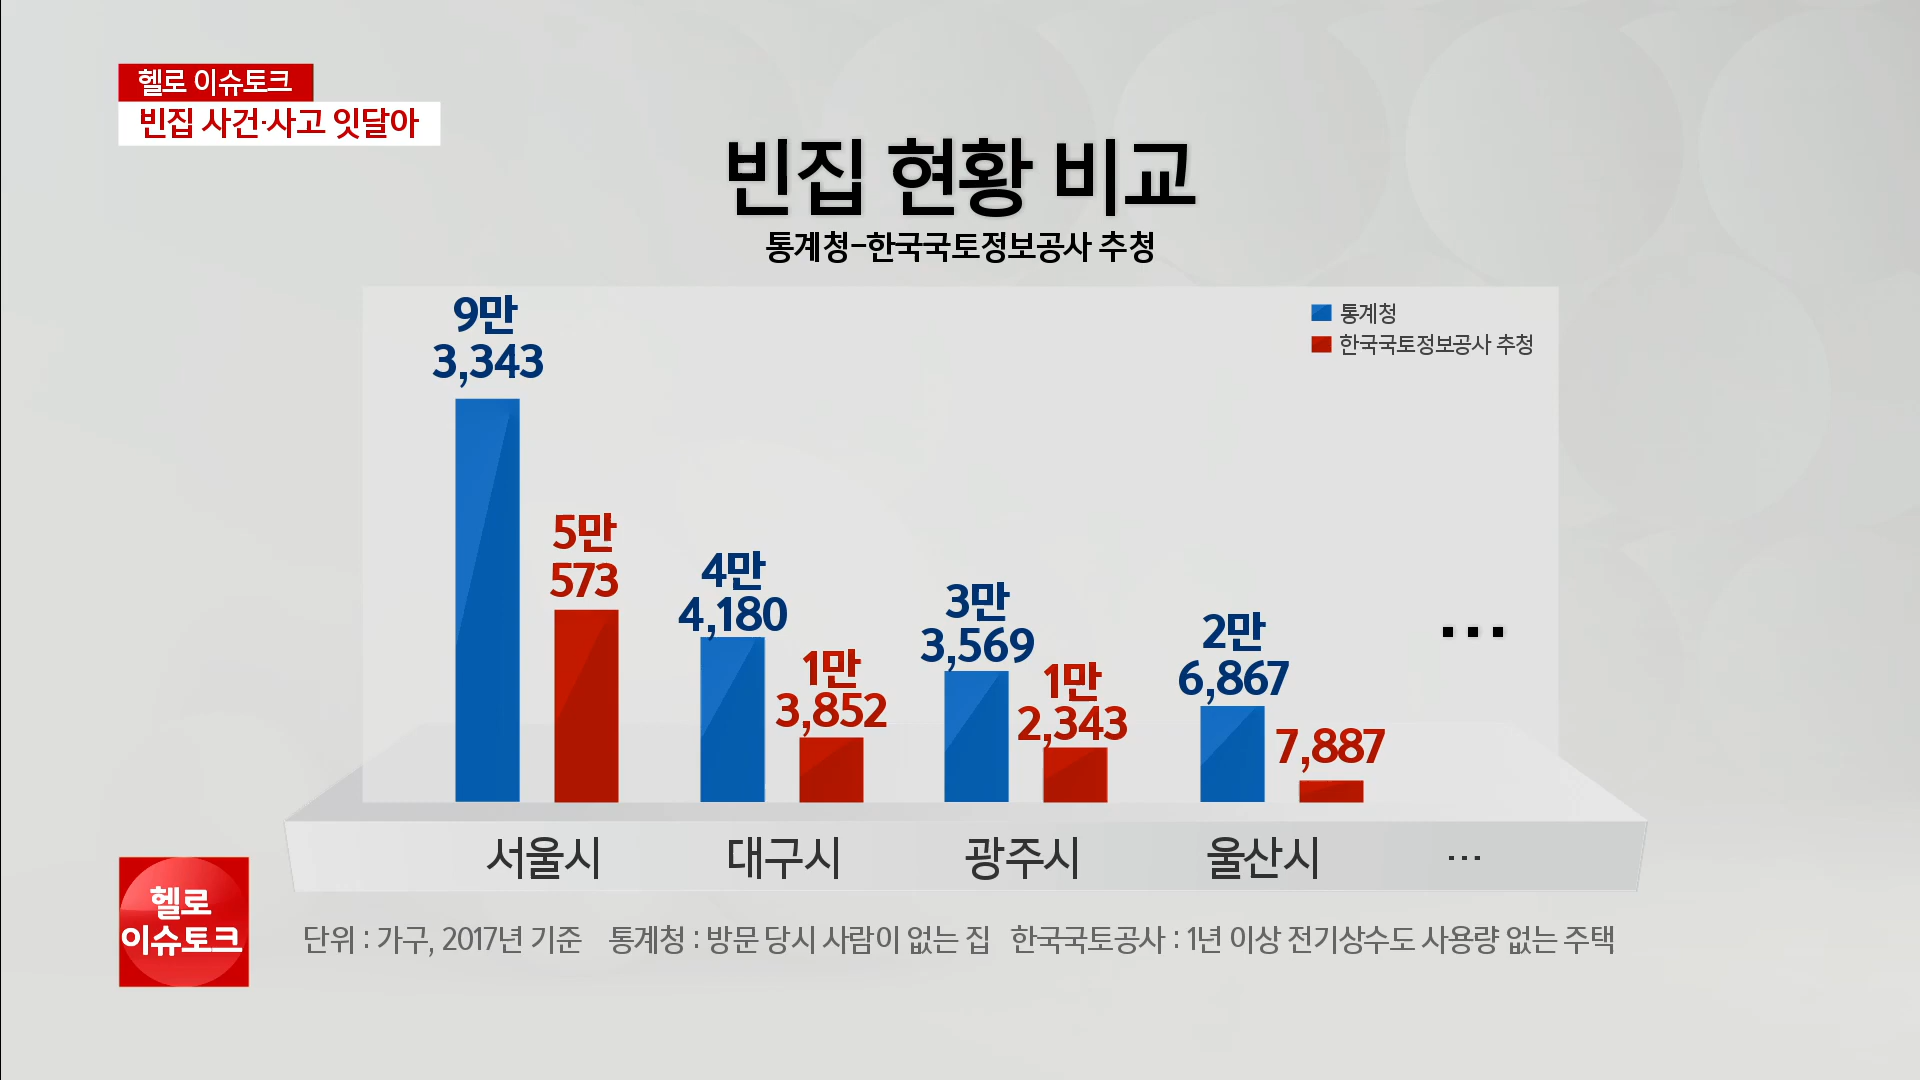 헬로 이슈토크
빈집 사건·사고 잇달아
빈집 현황 비교
통계청-한국국토정보공사 추청
통계청
한국국토정보공사 추청
9만
3,343
5만
573
4만
4,180
1만
3,852
3만
3,569
1만
2,343
2만
6,867
7,887
...
서울시 대구시 광주시 울산시 ...
헬로
이슈토크
단위 : 가구, 2017년 기준 통계청 : 방문 당시 사람이 없는 집 한국국토공사 : 1년 이상 전기상수도 사용량 없는 주택